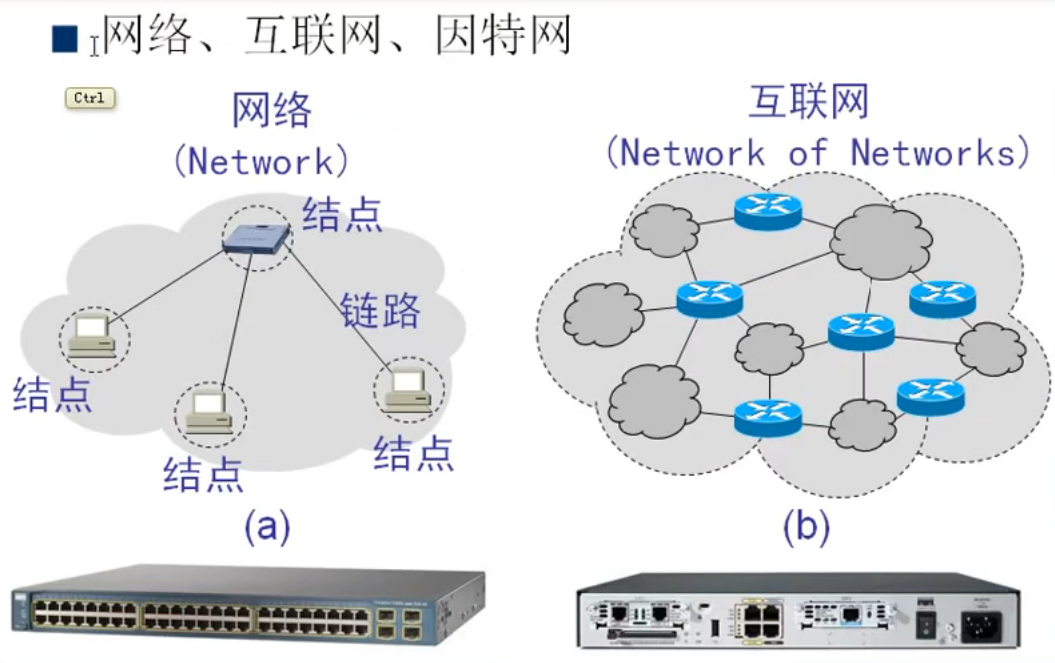 网络、互联网、因特网
Ctrl
网络
(Network)
结点
链路
结点
结点
结点
(a)
互联网
(Network of Networks)
(b)